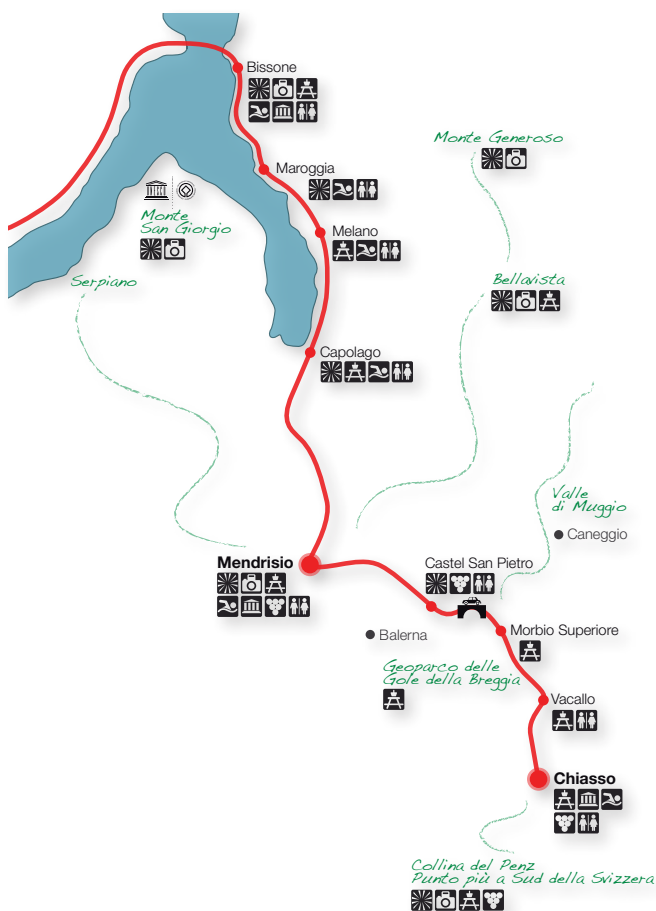 Bissone
Monte Generoso
Maroggia
Monte
San Giorgio
Melano
Serpiano
Bellavista
Capolago
Valle
di Muggio
Caneggio
Mendrisio
Castel San Pietro
Balerna
Morbio Superiore
Geoparco delle
Gole della Breggia
Vacallo
Chiasso
Collina del Penz
Punto più a Sud della Svizzera